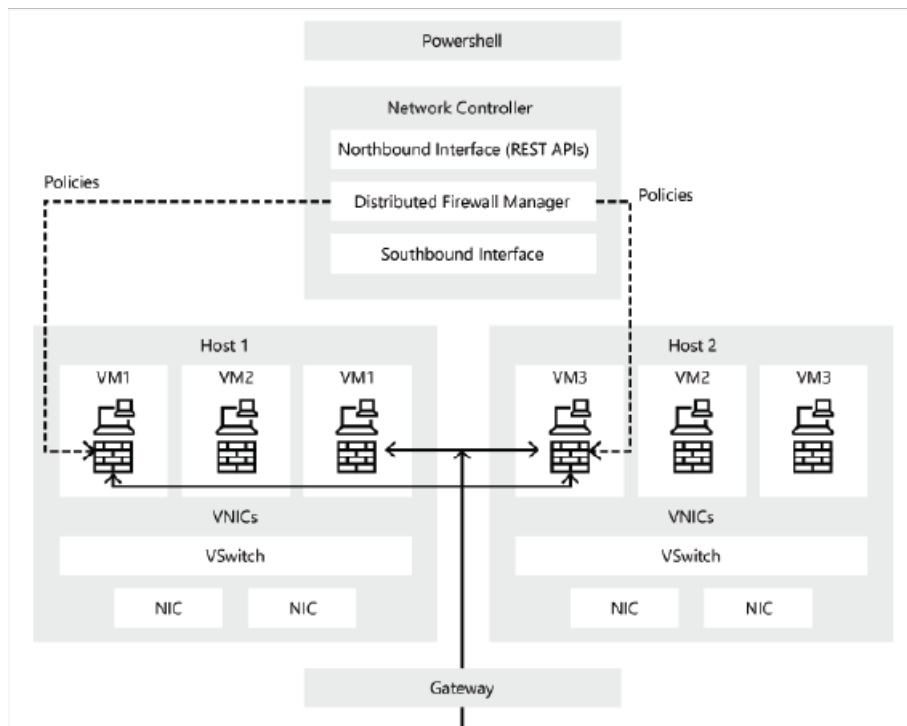 Powershell
Network Controller
Northbound Interface (REST APIs)
Policies
Distributed Firewall Manager
Policies
Southbound Interface
Host 1
Host 2
VM1
VM2
VM1
VM3
VM2
VM3
VNICs
VNICs
VSwitch
VSwitch
NIC
NIC
NIC
NIC
Gateway